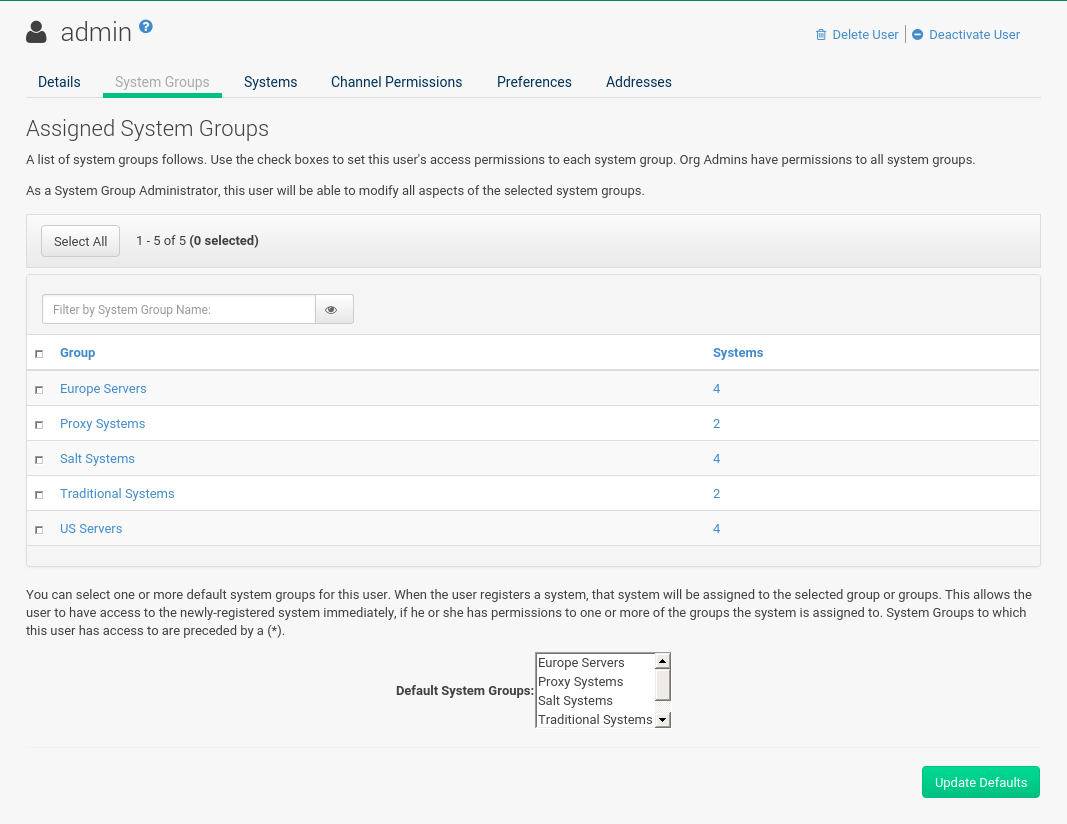 admin
Delete User Deactivate User
Details System Groups Systems Channel Permissions Preferences Addresses
Assigned System Groups
A list of system groups follows. Use the check boxes to set this user's access permissions to each system group. Org Admins have permissions to all system groups.
As a System Group Administrator, this user will be able to modify all aspects of the selected system groups.
Select All 1 - 5 of 5 (0 selected)
Filter by System Group Name:
Group Systems
Europe Servers 4
Proxy Systems 2
Salt Systems 4
Traditional Systems 2
US Servers 4
You can select one or more default system groups for this user. When the user registers a system, that system will be assigned to the selected group or groups. This allows the
user to have access to the newly-registered system immediately, if he or she has permissions to one or more of the groups the system is assigned to. System Groups to which
this user has access to are preceded by a (*).
Default System Groups:
Europe Servers
Proxy Systems
Salt Systems
Traditional Systems
Update Defaults